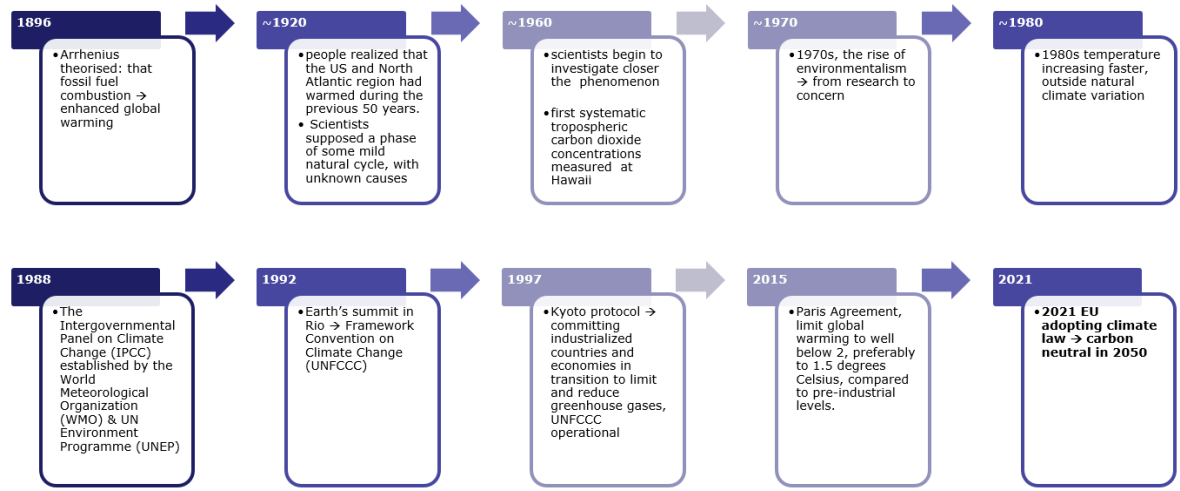 1896
•Arrhenius
theorised: that
fossil fuel
combustion →
enhanced global
warming
~1920
•people realized that
the US and North
Atlantic region had
warmed during the
previous 50 years.
• Scientists
supposed a phase
of some mild
natural cycle, with
unknown causes
~1960
•scientists begin to
investigate closer
the phenomenon
•first systematic
tropospheric
carbon dioxide
concentrations
measured at
Hawaii
~1970
•1970s, the rise of
environmentalism
→ from research to
concern
~1980
•1980s temperature
increasing faster,
outside natural
climate variation
1988
•The
Intergovernmental
Panel on Climate
Change (IPCC)
established by the
World
Meteorological
Organization
(WMO) & UN
Environment
Programme (UNEP)
1992
•Earth’s summit in
Rio → Framework
Convention on
Climate Change
(UNFCCC)
1997
•Kyoto protocol →
committing
industrialized
countries and
economies in
transition to limit
and reduce
greenhouse gases,
UNFCCC
operational
2015
•Paris Agreement,
limit global
warming to well
below 2, preferably
to 1.5 degrees
Celsius, compared
to pre-industrial
levels.
2021
•2021 EU
adopting climate
law → carbon
neutral in 2050